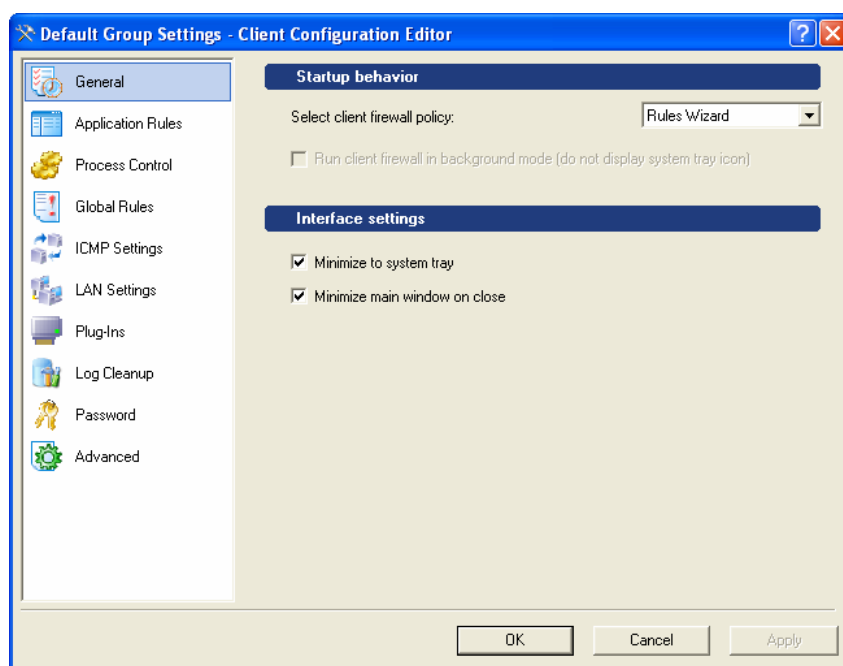 Default Group Settings - Client Configuration Editor
General
Application Rules
Process Control
Global Rules
ICMP Settings
LAN Settings
Plug-Ins
Log Cleanup
Password
Advanced
Startup behavior
Select client firewall policy: Rules Wizard
Run client firewall in background mode (do not display system tray icon)
Interface settings
Minimize to system tray
Minimize main window on close
OK Cancel Apply